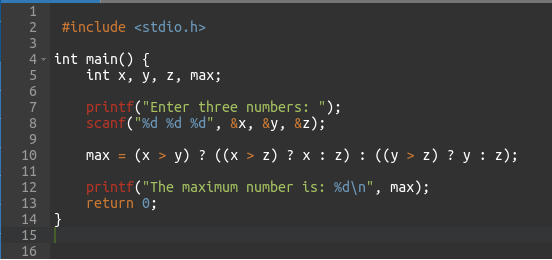 1
2 #include <stdio.h>
3
4 int main() {
5 int x, y, z, max;
6
7 printf("Enter three numbers: ");
8 scanf("%d %d %d", &x, &y, &z);
9
10 max = (x > y) ? ((x > z) ? x : z) : ((y > z) ? y : z);
11
12 printf("The maximum number is: %d\n", max);
13 return 0;
14 }
15
16